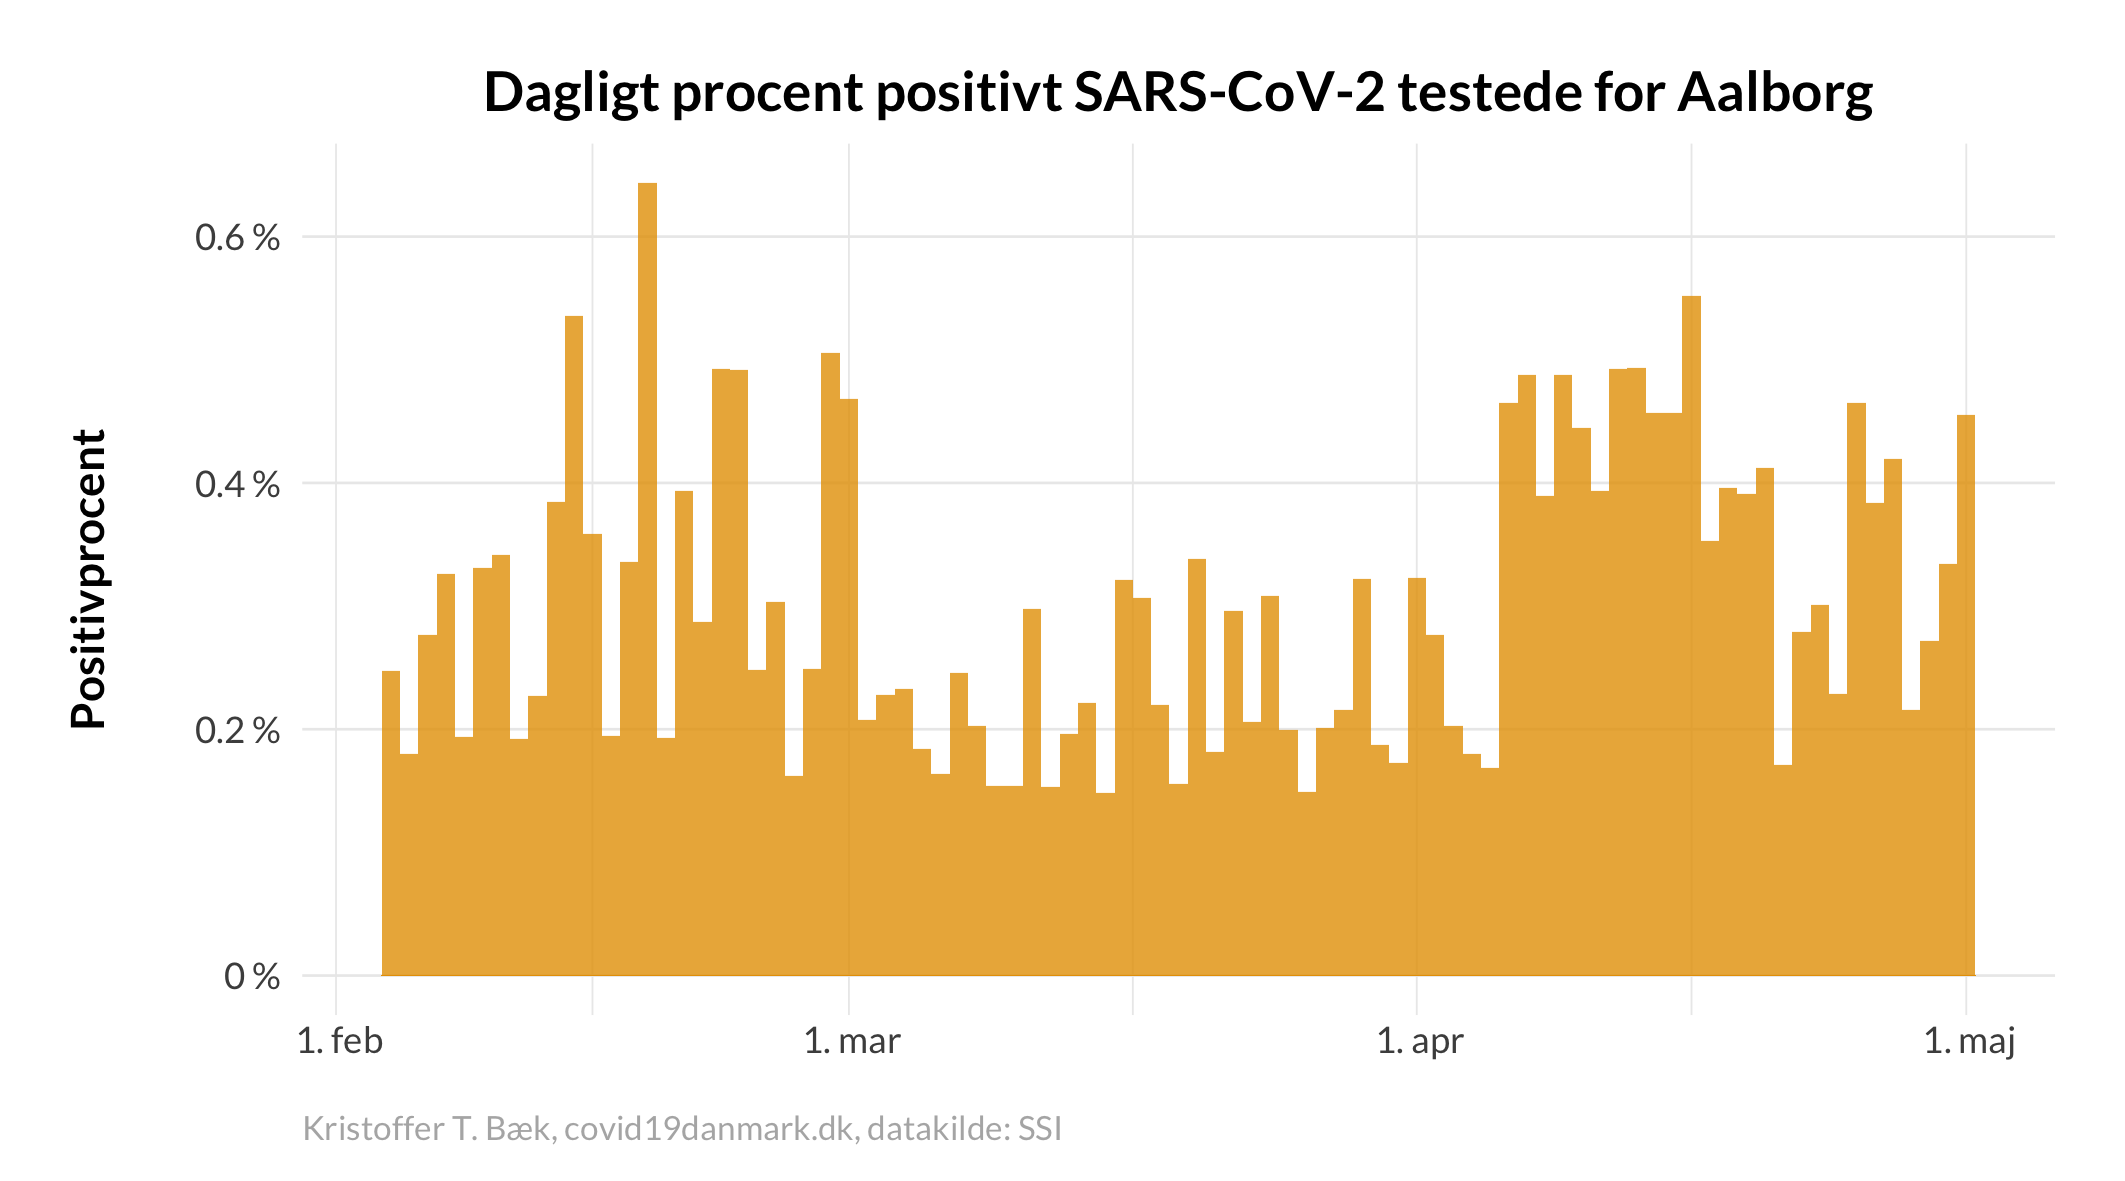 Dagligt procent positivt SARS-CoV-2 testede for Aalborg
Positivprocent
0.6 %
0.4 %
0.2 %
0 %
1. feb
1. mar
1. apr
1. maj
Kristoffer T. Bæk, covid19danmark.dk, datakilde: SSI